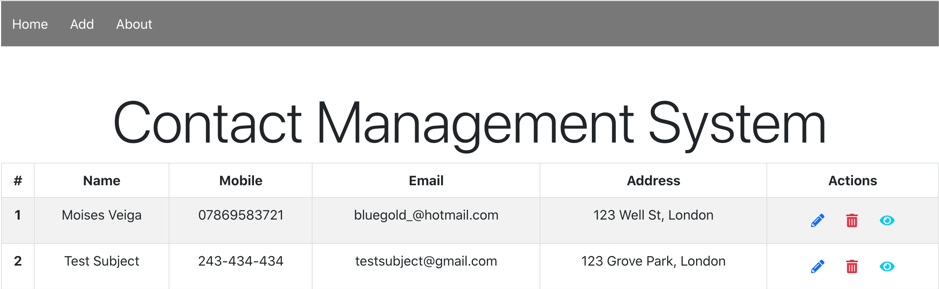 Home Add About
Contact Management System
# Name Mobile Email Address Actions
1 Moises Veiga 07869583721 bluegold_@hotmail.com 123 Well St, London
2 Test Subject 243-434-434 testsubject@gmail.com 123 Grove Park, London